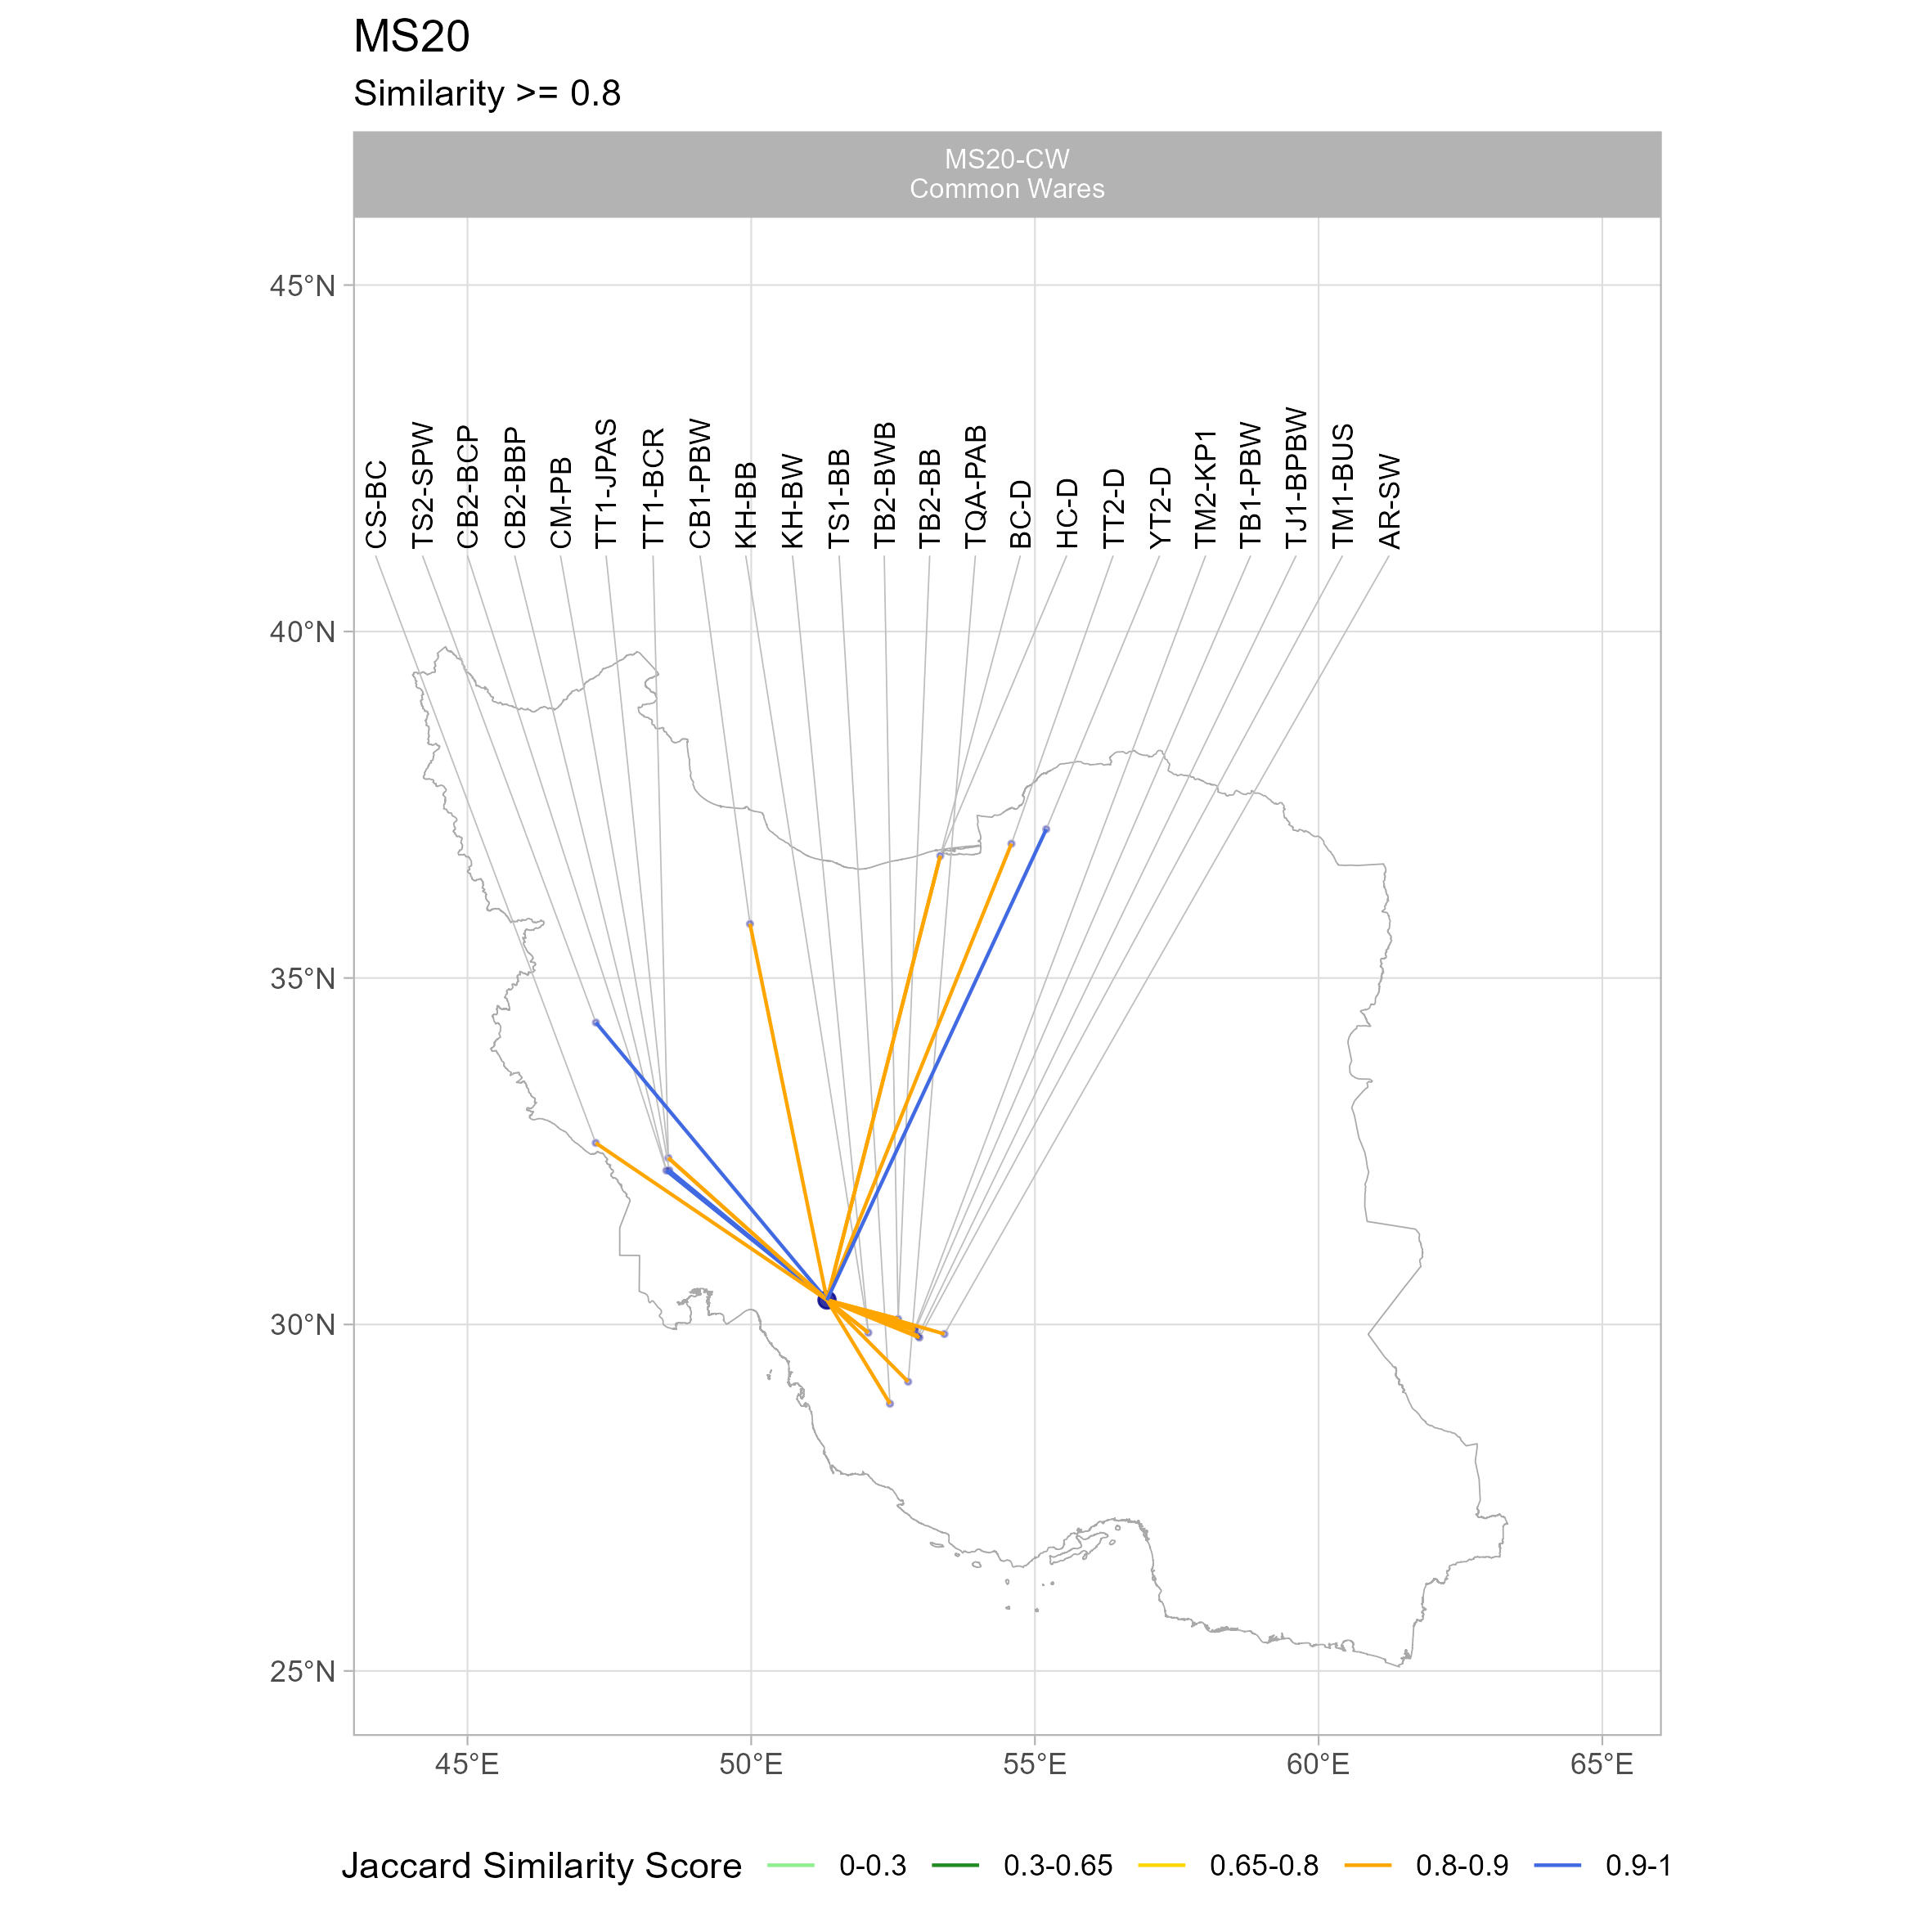 MS20
Similarity >= 0.8
MS20-CW
Common Wares
45°N
40°N
35°N
30°N
25°N
CS-BC
TS2-SPW
CB2-BCP
CB2-BBP
CM-PB
TT1-JPAS
TT1-BCR
CB1-PBW
KH-BB
KH-BW
TS1-BB
TB2-BWB
TB2-BB
TQA-PAB
BC-D
HC-D
TT2-D
YT2-D
TM2-KP1
TB1-PBW
TJ1-BPBW
TM1-BUS
AR-SW
45°E
50°E
55°E
60°E
65°E
Jaccard Similarity Score 0-0.3 0.3-0.65 0.65-0.8 0.8-0.9 0.9-1